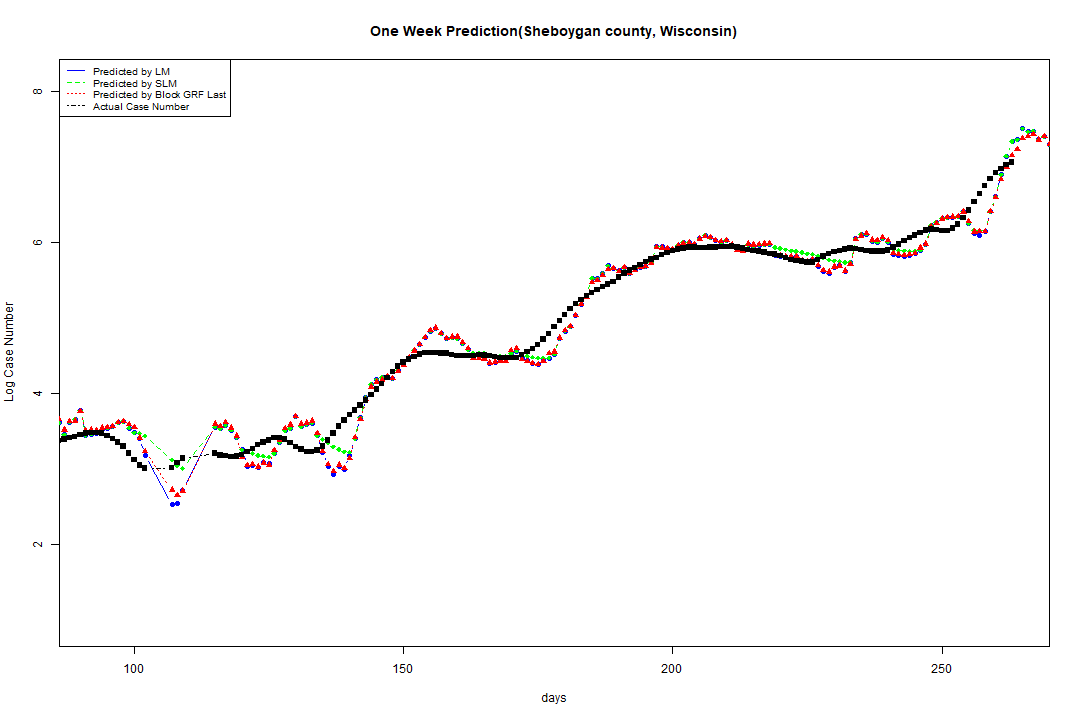 One Week Prediction(Sheboygan county, Wisconsin)
Predicted by LM
Predicted by SLM
Predicted by Block GRF Last
Actual Case Number
8
6
4
2
Log Case Number
100 150 200 250
days